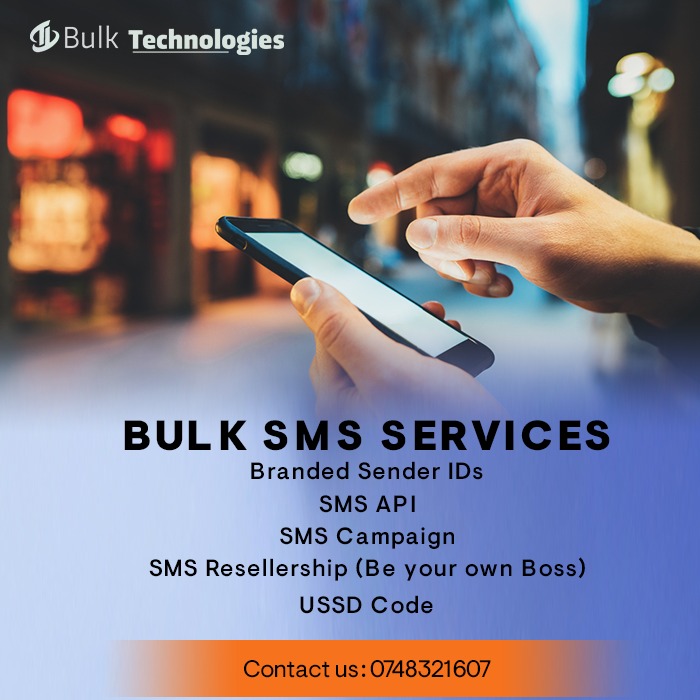 Bulk Technologies
BULK SMS SERVICES
Branded Sender IDs
SMS API
SMS Campaign
SMS Resellership (Be your own Boss)
USSD Code
Contact us: 0748321607